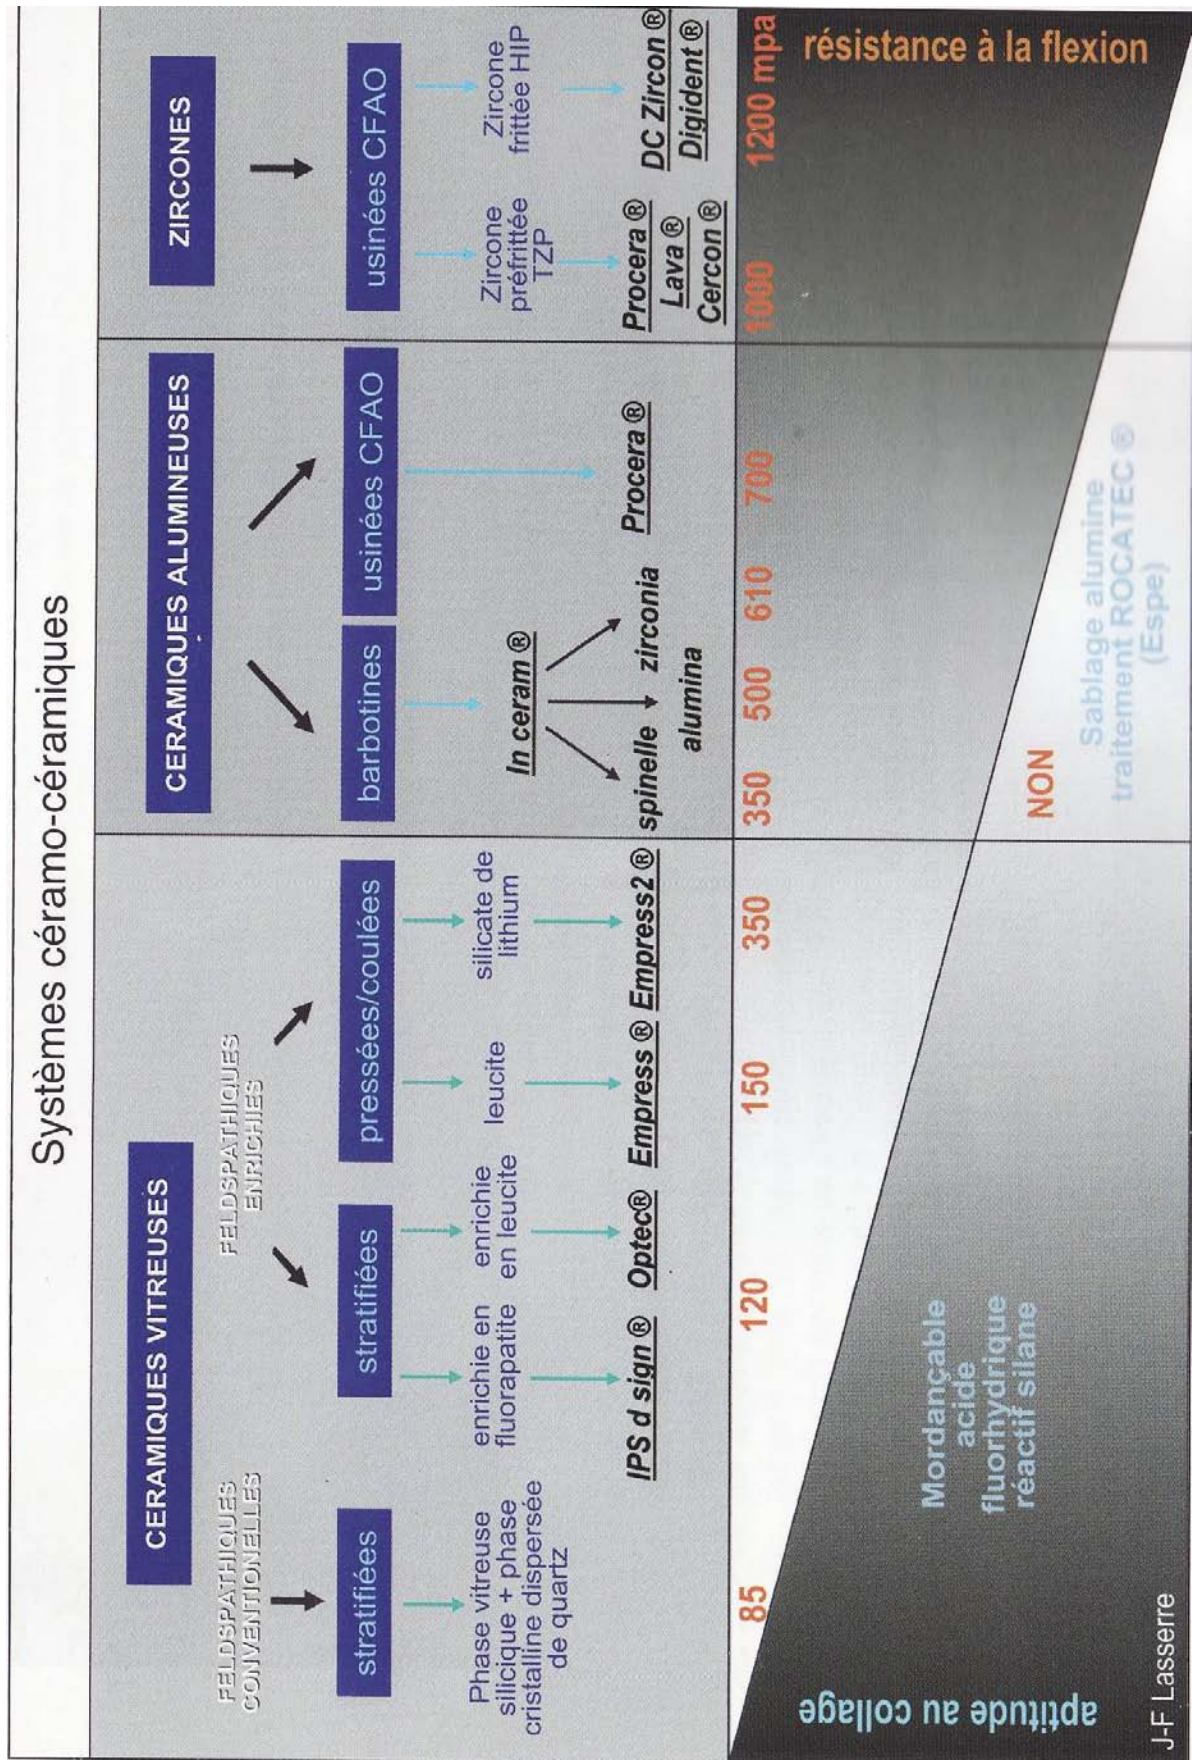 Systèmes céramo-céramiques
CERAMIQUES VITREUSES
FELDSPATHIQUES
CONVENTIONELLES
stratifiées
Phase vitreuse
silicique + phase
cristalline dispersée
de quartz
FELDSPATHIQUES
ENRICHIES
stratifiées
enrichie en
fluorapatite
IPS d sign®
enrichie
en leucite
Optec®
pressées/coulées
leucite
Empress®
silicate de
lithium
Empress2®
CERAMIQUES ALUMINEUSES
barbotines
In ceram®
spinelle
alumina
zirconia
usinées CFAO
Procera®
ZIRCONES
usinées CFAO
Zircone
préfrittée
TZP
Procera®
Lava®
Cercon®
Zircone
frittée HIP
DC Zircon®
Digident®
85 120 150 350 350 500 610 700 1000 1200 mpa
résistance à la flexion
aptitude au collage
Mordançable
acide
fluorhydrique
réactif silane
NON
Sablage alumine
traitement ROCATEC ®
(Espe)
J-F Lasserre